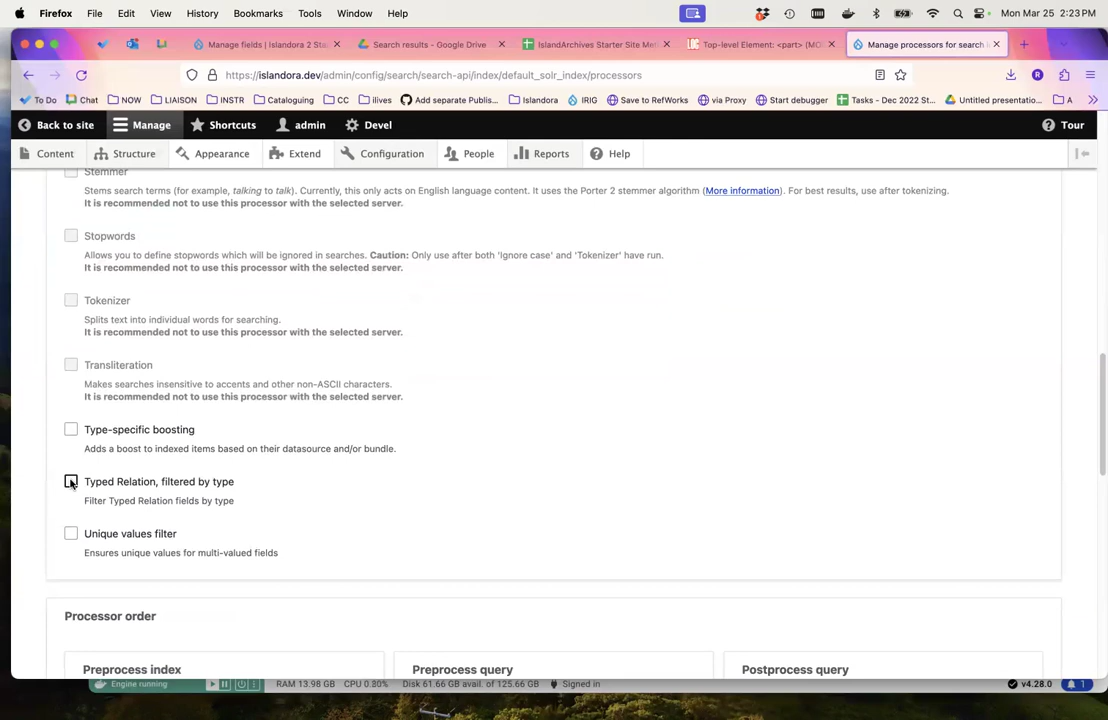 Firefox File Edit View History Bookmarks Tools Window Help Mon Mar 25 2:23 PM
Manage fields | Islandora 2 Sta Search results - Google Drive IslandArchives Starter Site Met Top-level Element: <part> (MO Manage processors for search i
https://islandora.dev/admin/config/search/search-api/index/default_solr_index/processors
To Do Chat NOW LIAISON INSTR Cataloguing CC ilives Add separate Publis... Islandora IRIG Save to RefWorks via Proxy Start debugger Tasks - Dec 2022 St... Untitled presentatio... A
Back to site Manage Shortcuts admin Devel Tour
Content Structure Appearance Extend Configuration People Reports Help
Stemmer
Stems search terms (for example, talking to talk). Currently, this only acts on English language content. It uses the Porter 2 stemmer algorithm (More information). For best results, use after tokenizing.
It is recommended not to use this processor with the selected server.
Stopwords
Allows you to define stopwords which will be ignored in searches. Caution: Only use after both 'Ignore case' and 'Tokenizer' have run.
It is recommended not to use this processor with the selected server.
Tokenizer
Splits text into individual words for searching.
It is recommended not to use this processor with the selected server.
Transliteration
Makes searches insensitive to accents and other non-ASCII characters.
It is recommended not to use this processor with the selected server.
Type-specific boosting
Adds a boost to indexed items based on their datasource and/or bundle.
Typed Relation, filtered by type
Filter Typed Relation fields by type
Unique values filter
Ensures unique values for multi-valued fields
Processor order
Preprocess index Preprocess query Postprocess query
Engine running RAM 13.98 GB CPU 0.80% Disk 61.66 GB avail. of 125.66 GB Signed in v4.28.0 1